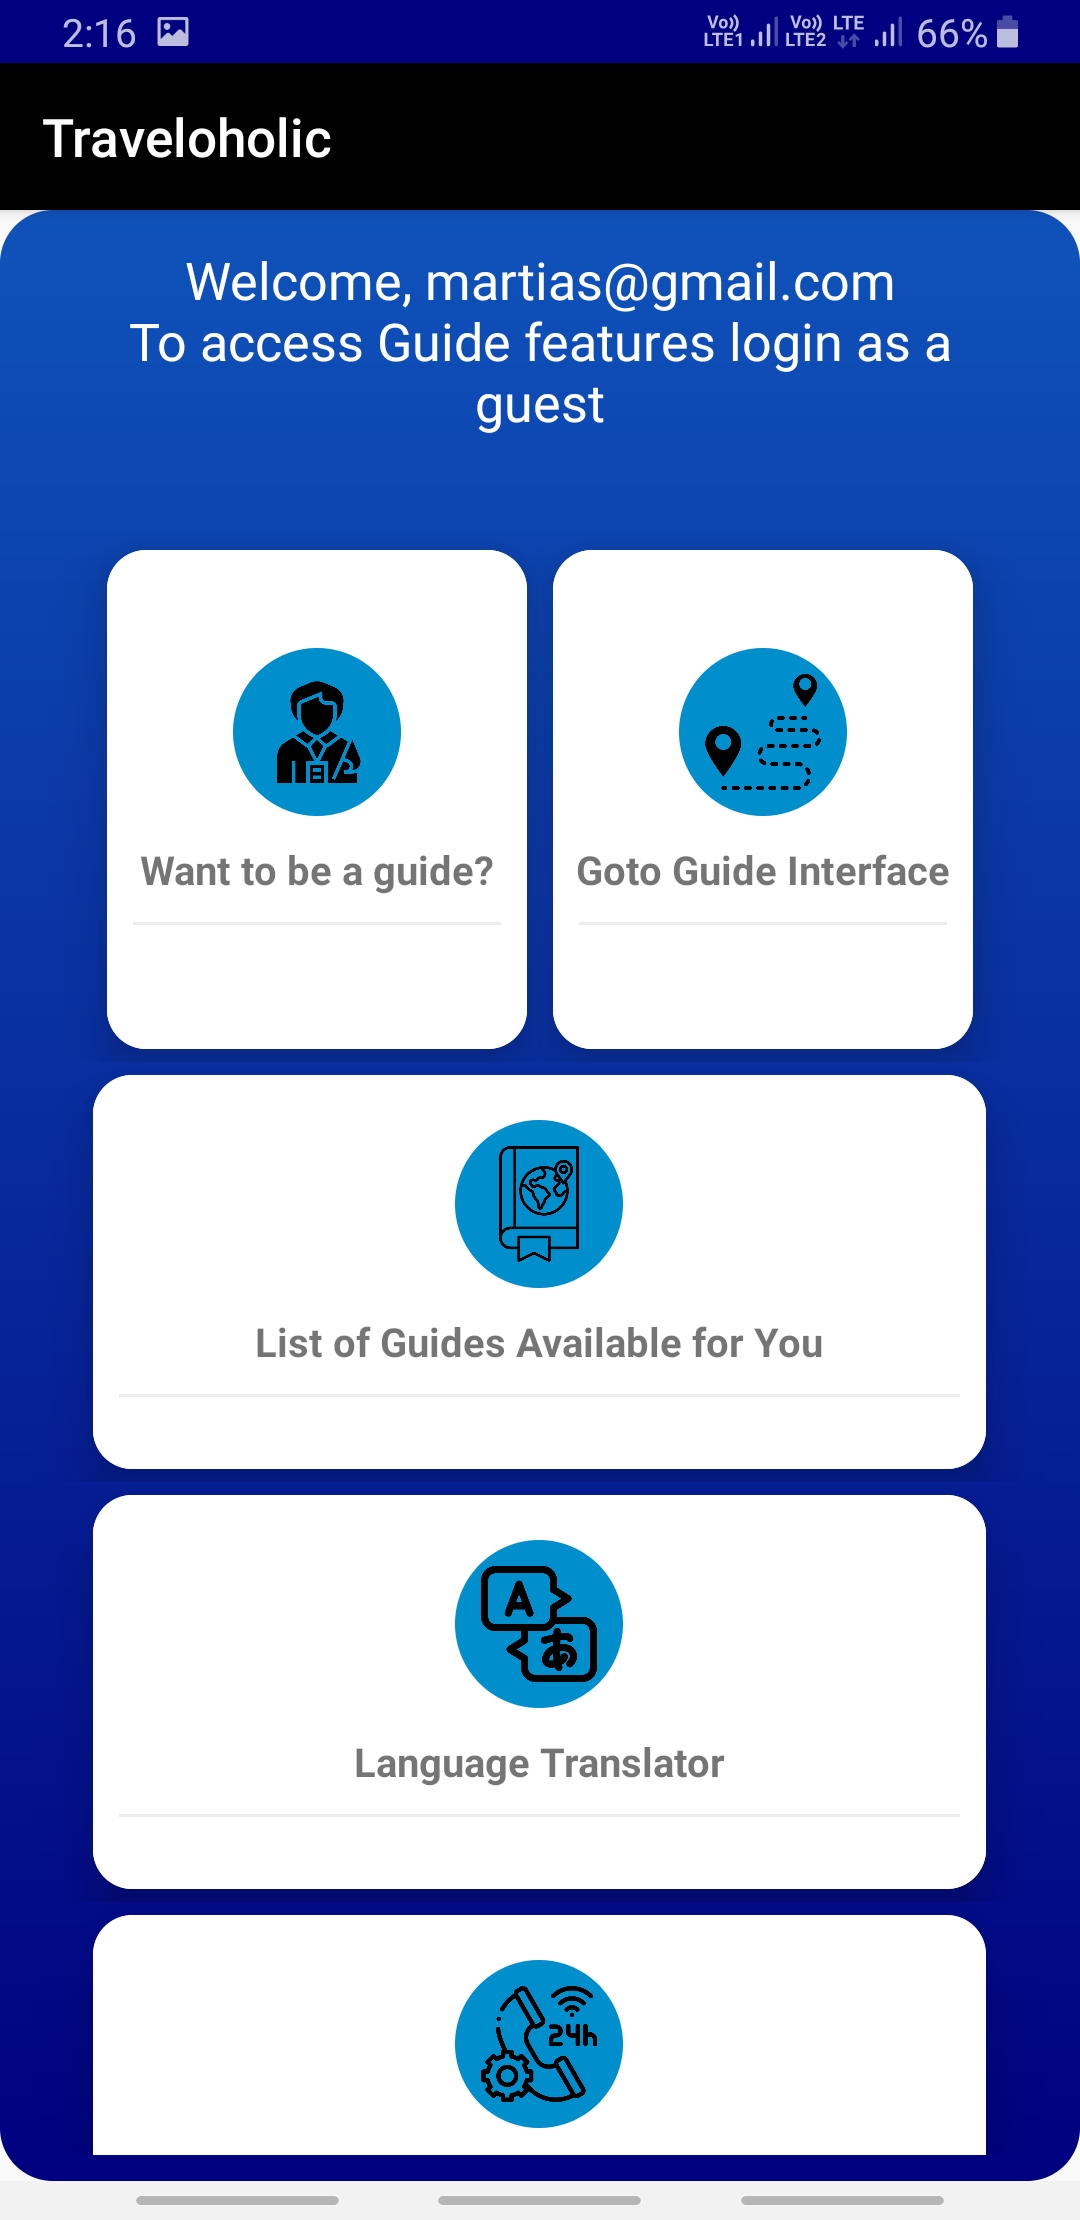 2:16 Vo)) LTE1 Vo)) LTE2 LTE 66%
Traveloholic
Welcome, martias@gmail.com
To access Guide features login as a
guest
Want to be a guide?
Goto Guide Interface
List of Guides Available for You
A
あ
Language Translator
24h